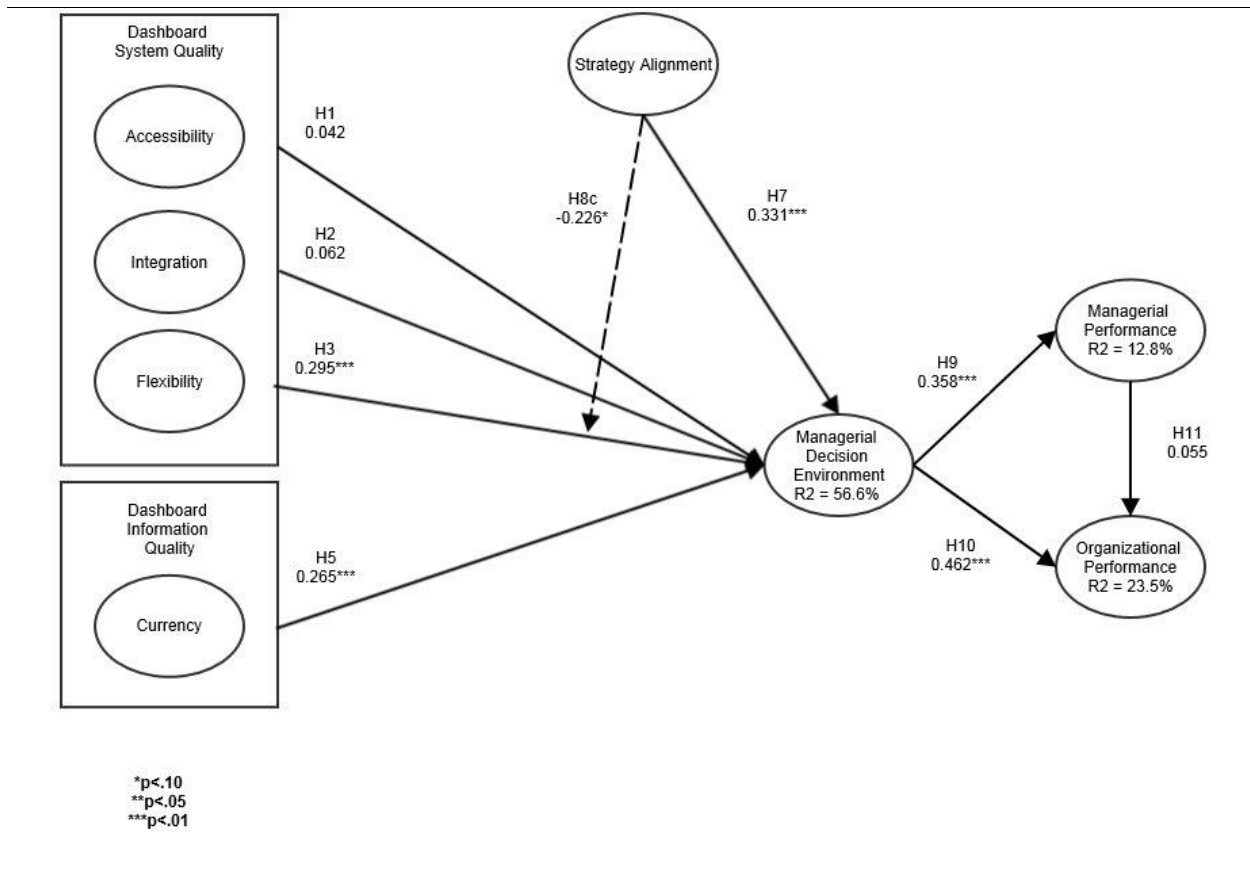 Dashboard
System Quality
Accessibility
Integration
Flexibility
Dashboard
Information
Quality
Currency
H1
0.042
H2
0.062
H3
0.295***
H5
0.265***
Strategy Alignment
H8c
-0.226*
H7
0.331***
Managerial
Decision
Environment
R2 = 56.6%
H9
0.358***
H10
0.462***
Managerial
Performance
R2 = 12.8%
H11
0.055
Organizational
Performance
R2 = 23.5%
*p<.10
**p<.05
***p<.01